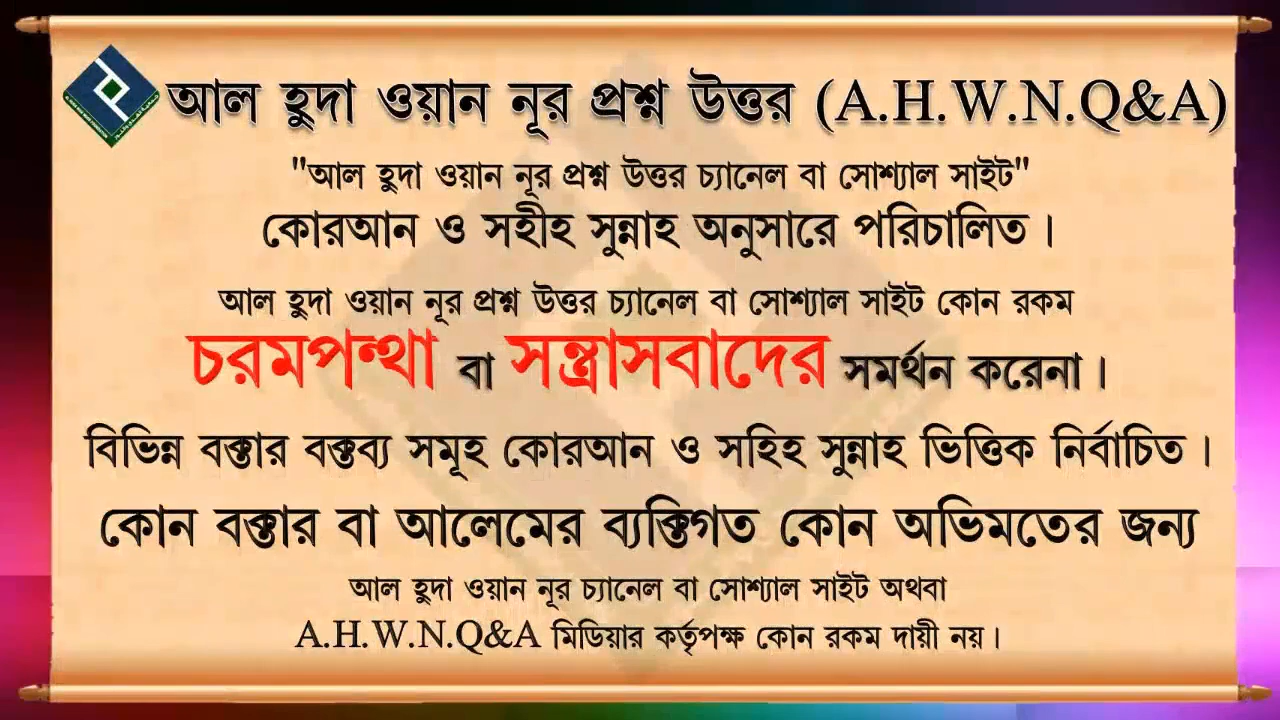 আল হুদা ওয়ান নূর প্রশ্ন উত্তর (A.H.W.N.Q&A)
"আল হুদা ওয়ান নূর প্রশ্ন উত্তর চ্যানেল বা সোশ্যাল সাইট"
কোরআন ও সহীহ সুন্নাহ অনুসারে পরিচালিত।
আল হুদা ওয়ান নূর প্রশ্ন উত্তর চ্যানেল বা সোশ্যাল সাইট কোন রকম
চরমপন্থা বা সন্ত্রাসবাদের সমর্থন করেনা।
বিভিন্ন বক্তার বক্তব্য সমূহ কোরআন ও সহিহ সুন্নাহ ভিত্তিক নির্বাচিত।
কোন বক্তার বা আলেমের ব্যক্তিগত কোন অভিমতের জন্য
আল হুদা ওয়ান নূর চ্যানেল বা সোশ্যাল সাইট অথবা
A.H.W.N.Q&A মিডিয়ার কর্তৃপক্ষ কোন রকম দায়ী নয়।